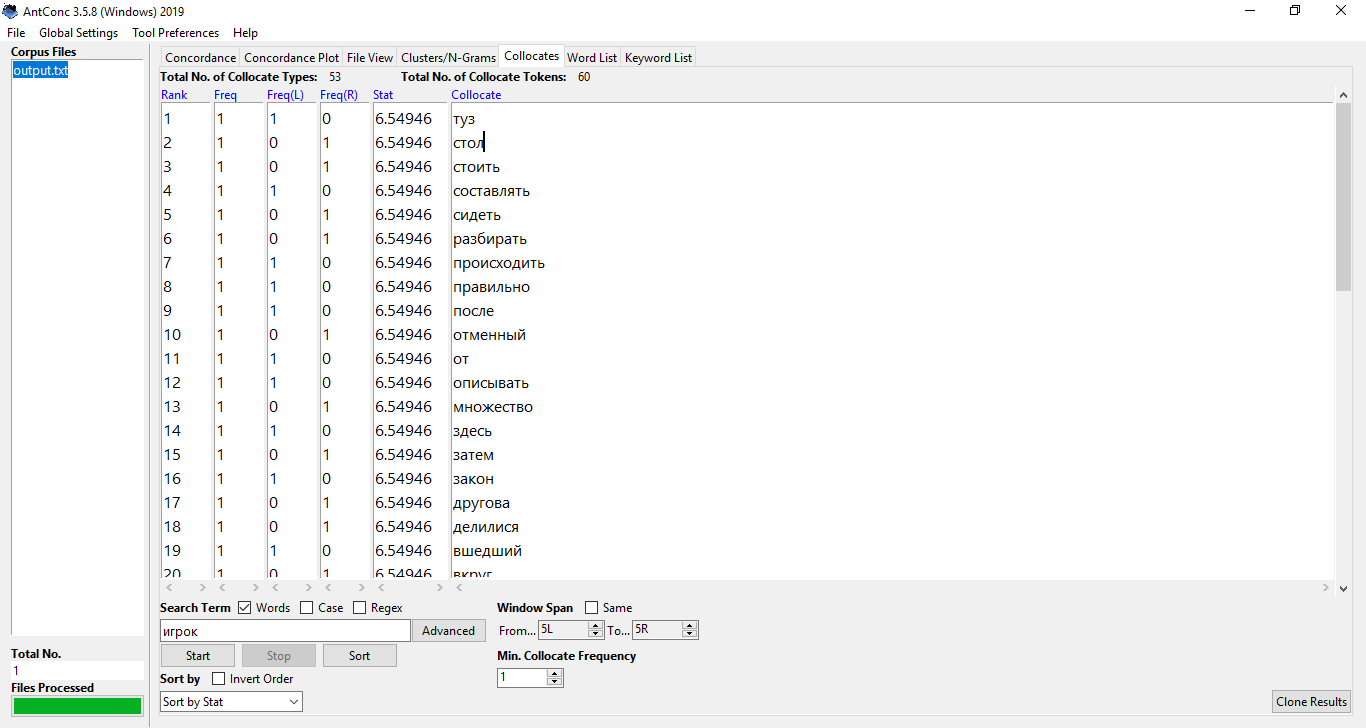 AntConc 3.5.8 (Windows) 2019
File Global Settings Tool Preferences Help
Corpus Files
output.txt
Concordance Concordance Plot File View Clusters/N-Grams Collocates Word List Keyword List
Total No. of Collocate Types: 53 Total No. of Collocate Tokens: 60
Rank Freq Freq(L) Freq(R) Stat Collocate
1 1 1 0 6.54946 туз
2 1 0 1 6.54946 стол
3 1 0 1 6.54946 стоить
4 1 1 0 6.54946 составлять
5 1 0 1 6.54946 сидеть
6 1 0 1 6.54946 разбирать
7 1 1 0 6.54946 происходить
8 1 1 0 6.54946 правильно
9 1 1 0 6.54946 после
10 1 0 1 6.54946 отменный
11 1 1 0 6.54946 от
12 1 1 0 6.54946 описывать
13 1 0 1 6.54946 множество
14 1 1 0 6.54946 здесь
15 1 0 1 6.54946 затем
16 1 1 0 6.54946 закон
17 1 0 1 6.54946 другова
18 1 0 1 6.54946 делилися
19 1 1 0 6.54946 вшедший
20 1 0 1 6.54946 вкруг
Search Term Words Case Regex Window Span Same
игрок Advanced From... 5L To... 5R
Start Stop Sort Min. Collocate Frequency
Total No.
1
Sort by Invert Order 1
Files Processed
Sort by Stat Clone Results